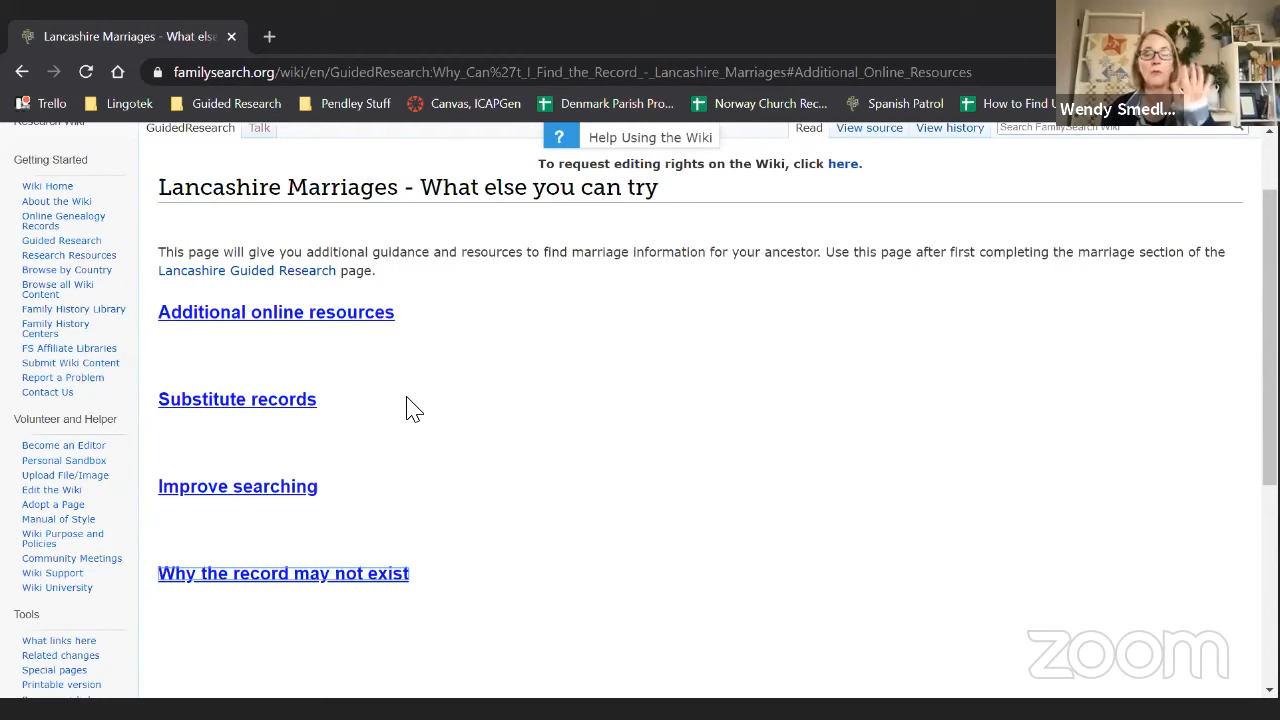 Lancashire Marriages - What else
familysearch.org/wiki/en/GuidedResearch:Why_Can%27t_I_Find_the_Record_-_Lancashire_Marriages#Additional_Online_Resources
Trello Lingotek Guided Research Pendley Stuff Canvas, ICAPGen Denmark Parish Pro... Norway Church Rec... Spanish Patrol How to Find
Wendy Smedl...
Research Wiki
GuidedResearch Talk ? Help Using the Wiki Read View source View history Search FamilySearch Wiki
To request editing rights on the Wiki, click here.
Getting Started
Wiki Home
About the Wiki
Online Genealogy
Records
Guided Research
Research Resources
Browse by Country
Browse all Wiki
Content
Family History Library
Family History
Centers
FS Affiliate Libraries
Submit Wiki Content
Report a Problem
Contact Us
Volunteer and Helper
Become an Editor
Personal Sandbox
Upload File/Image
Edit the Wiki
Adopt a Page
Manual of Style
Wiki Purpose and
Policies
Community Meetings
Wiki Support
Wiki University
Tools
What links here
Related changes
Special pages
Printable version
Lancashire Marriages - What else you can try
This page will give you additional guidance and resources to find marriage information for your ancestor. Use this page after first completing the marriage section of the
Lancashire Guided Research page.
Additional online resources
Substitute records
Improve searching
Why the record may not exist
zoom